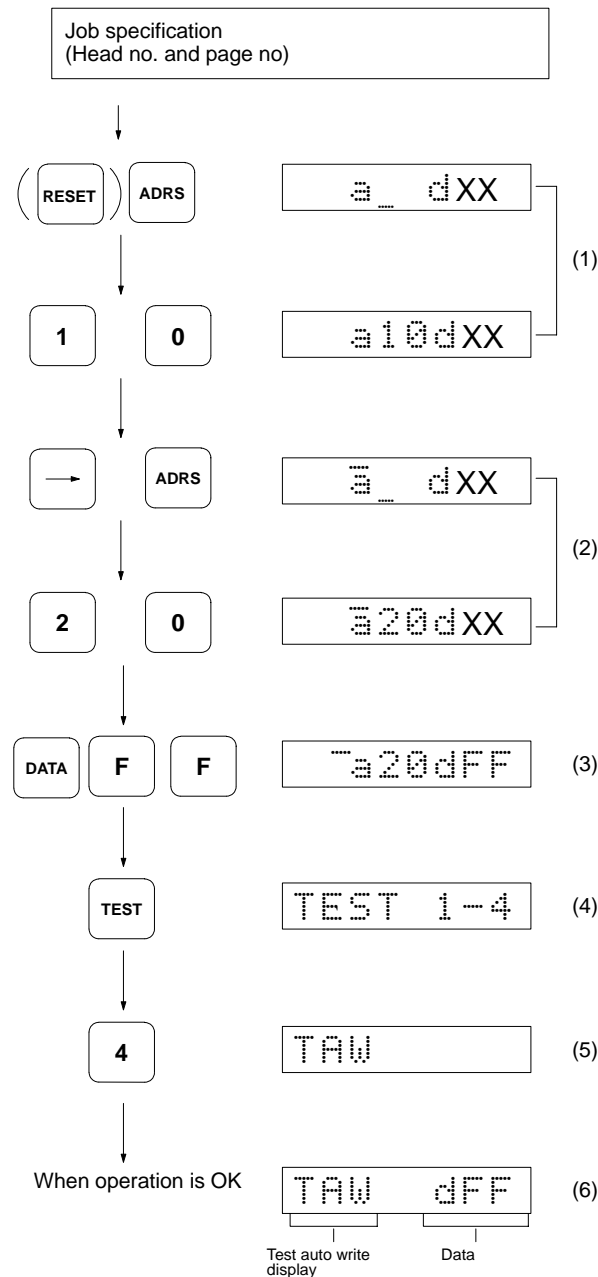 Job specification
(Head no. and page no)
( RESET ) ADRS
a_ dXX
(1)
1 0
a10dXX
→ ADRS
a_ dXX
(2)
2 0
a20dXX
DATA F F
a20dFF
(3)
TEST
TEST 1-4
(4)
4
TAW
(5)
When operation is OK
TAW dFF
(6)
Test auto write
display
Data